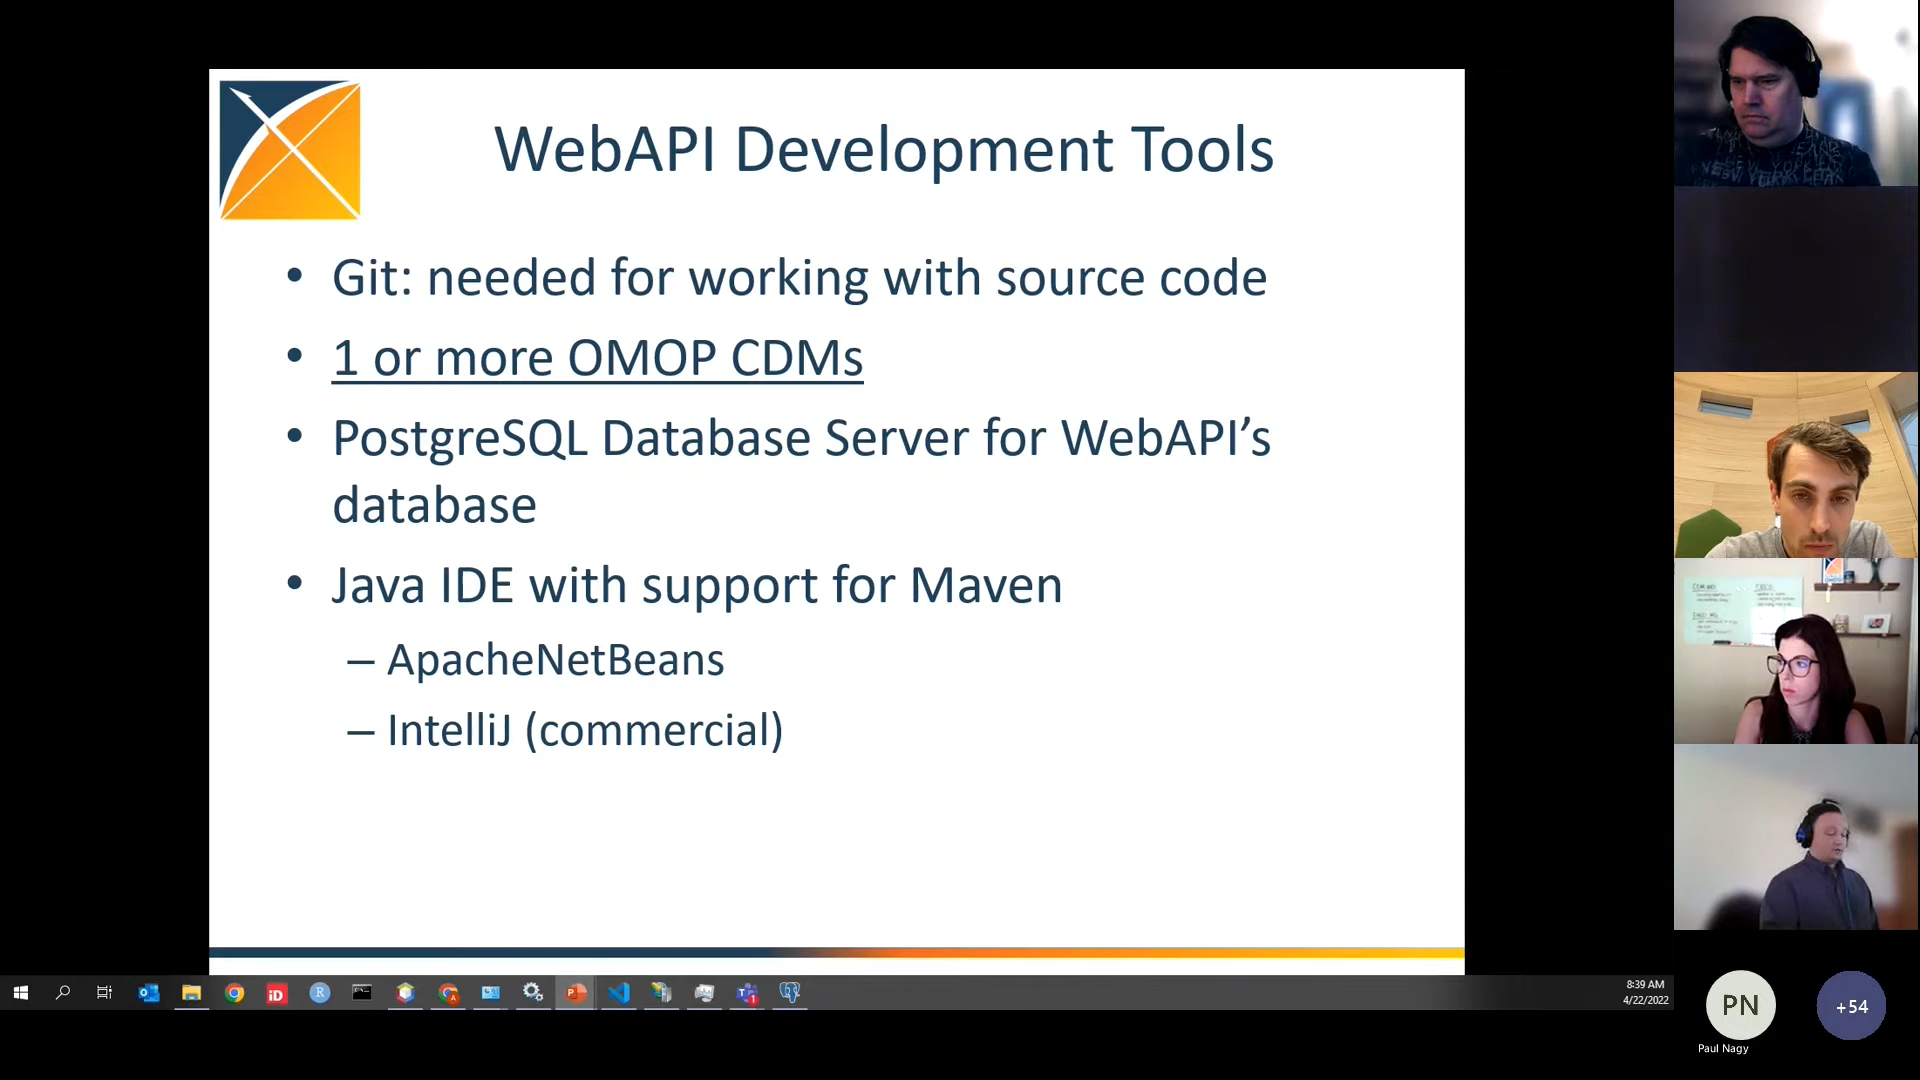 WebAPI Development Tools
• Git: needed for working with source code
• 1 or more OMOP CDMs
• PostgreSQL Database Server for WebAPI’s
database
• Java IDE with support for Maven
– ApacheNetBeans
– IntelliJ (commercial)
iD
R
8:39 AM
4/22/2022
PN
Paul Nagy
+54